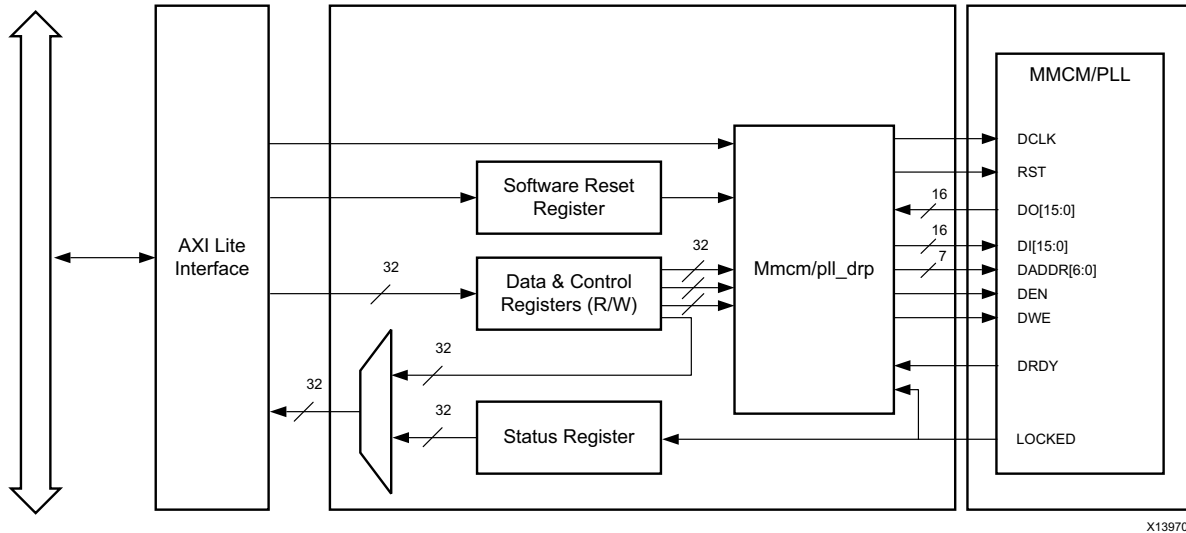 MMCM/PLL
DCLK
RST
16
DO[15:0]
16
DI[15:0]
7
DADDR[6:0]
DEN
DWE
DRDY
LOCKED
AXI Lite
Interface
Software Reset
Register
32
Data & Control
Registers (R/W)
32
Mmcm/pll_drp
32
32
32
Status Register
X13970